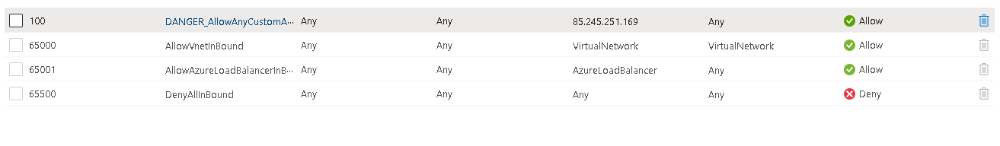 100 DANGER_AllowAnyCustomA··· Any Any 85.245.251.169 Any Allow
65000 AllowVnetInBound Any Any VirtualNetwork VirtualNetwork Allow
65001 AllowAzureLoadBalancerInB··· Any Any AzureLoadBalancer Any Allow
65500 DenyAllInBound Any Any Any Any Deny